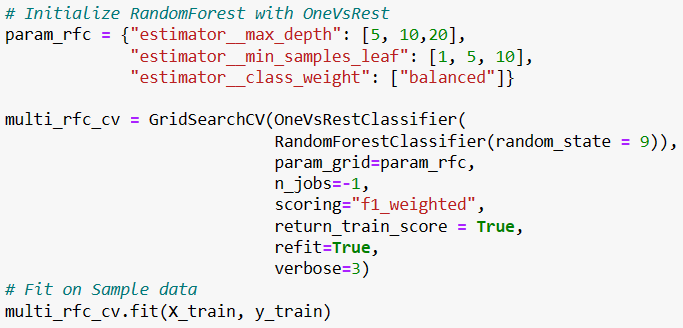 # Initialize RandomForest with OneVsRest
param_rfc = {"estimator__max_depth": [5, 10,20],
             "estimator__min_samples_leaf": [1, 5, 10],
             "estimator__class_weight": ["balanced"]}

multi_rfc_cv = GridSearchCV(OneVsRestClassifier(
                            RandomForestClassifier(random_state = 9)),
                            param_grid=param_rfc,
                            n_jobs=-1,
                            scoring="f1_weighted",
                            return_train_score = True,
                            refit=True,
                            verbose=3)
# Fit on Sample data
multi_rfc_cv.fit(X_train, y_train)